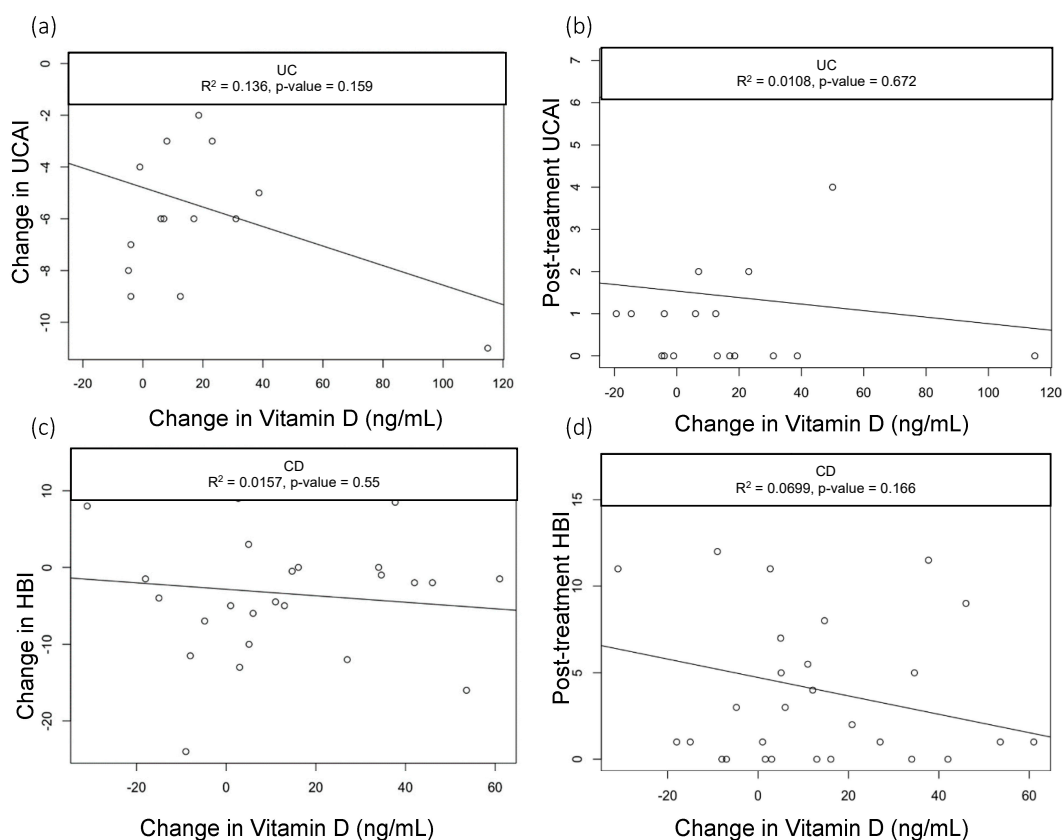 (a)
UC
R² = 0.136, p-value = 0.159
Change in UCAI
0
-2
-4
-6
-8
-10
-20
0
20
40
60
80
100
120
Change in Vitamin D (ng/mL)
(b)
UC
R² = 0.0108, p-value = 0.672
Post-treatment UCAI
7
6
5
4
3
2
1
0
-20
0
20
40
60
80
100
120
Change in Vitamin D (ng/mL)
(c)
CD
R² = 0.0157, p-value = 0.55
Change in HBI
10
0
-10
-20
-20
0
20
40
60
Change in Vitamin D (ng/mL)
(d)
CD
R² = 0.0699, p-value = 0.166
Post-treatment HBI
15
10
5
0
-20
0
20
40
60
Change in Vitamin D (ng/mL)